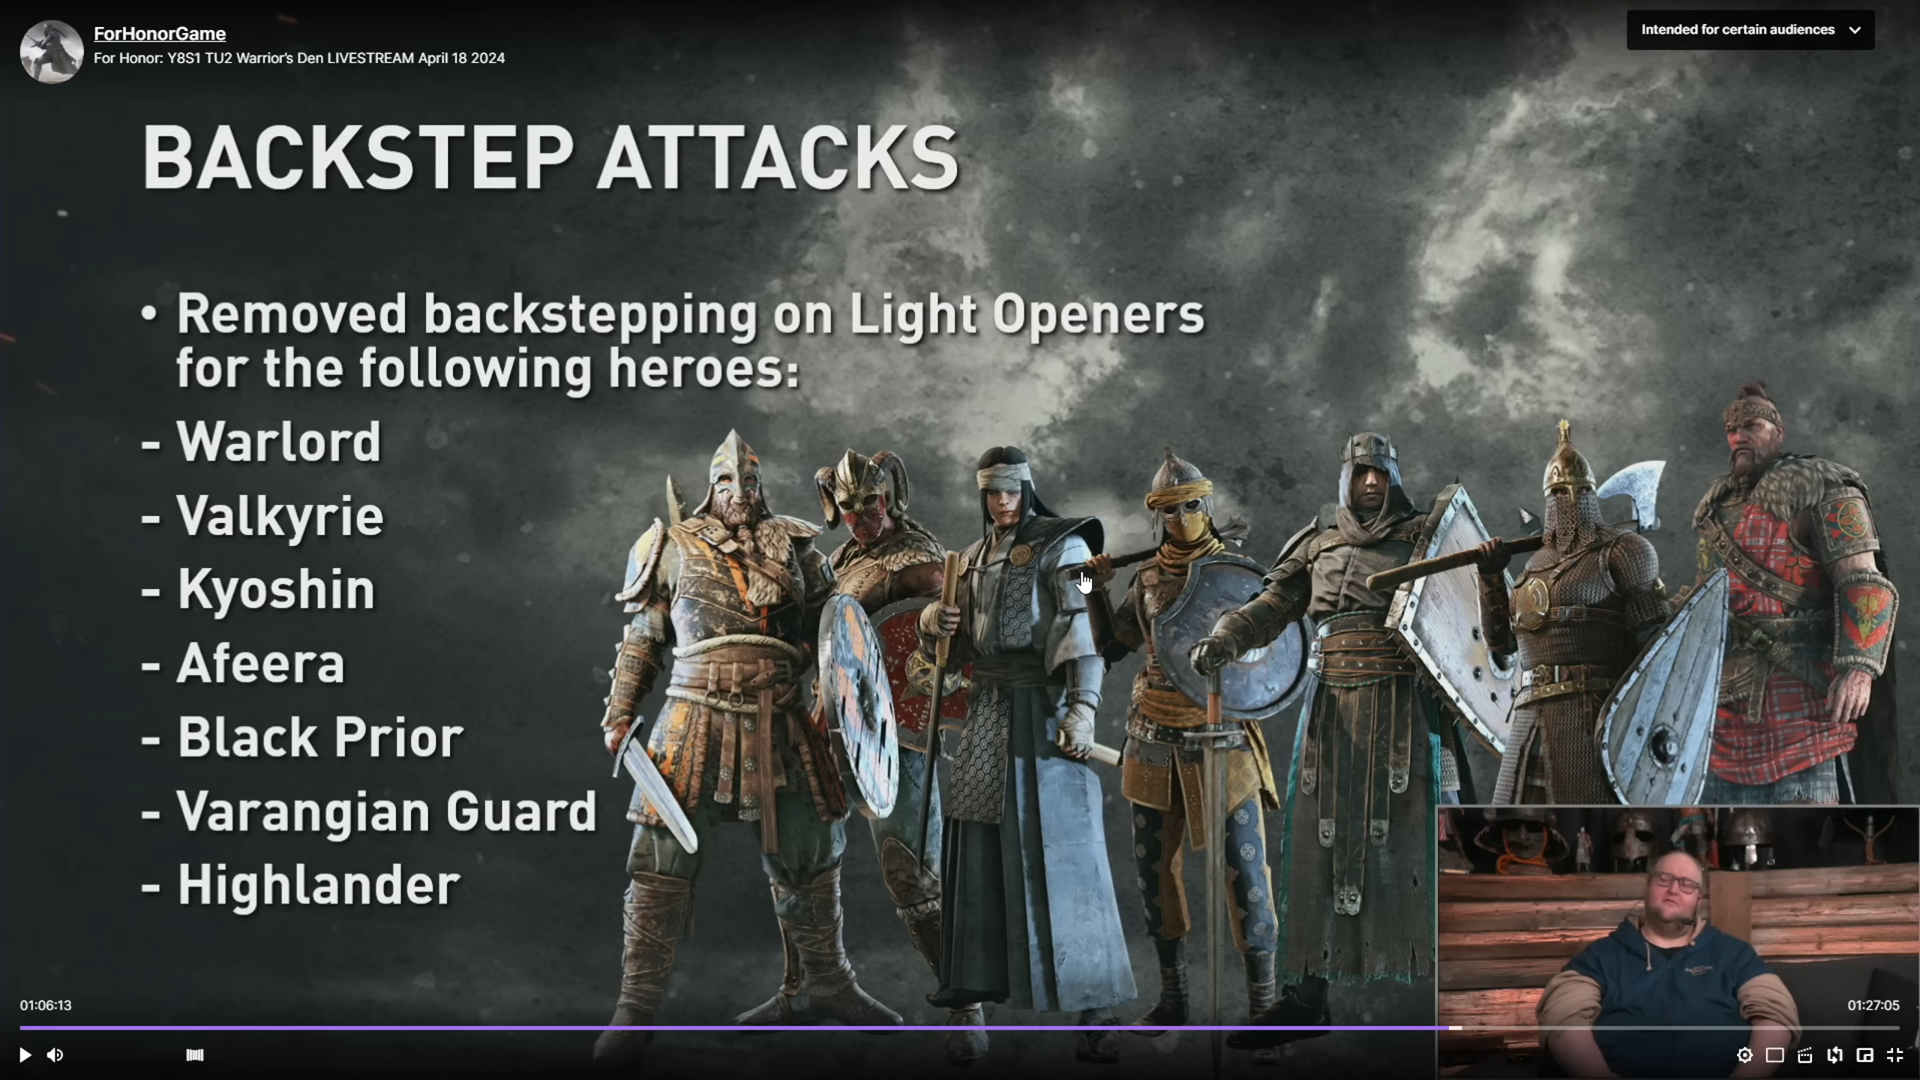 ForHonorGame
For Honor: Y8S1 TU2 Warrior's Den LIVESTREAM April 18 2024
Intended for certain audiences
BACKSTEP ATTACKS
• Removed backstepping on Light Openers
for the following heroes:
- Warlord
- Valkyrie
- Kyoshin
- Afeera
- Black Prior
- Varangian Guard
- Highlander
01:06:13
01:27:05